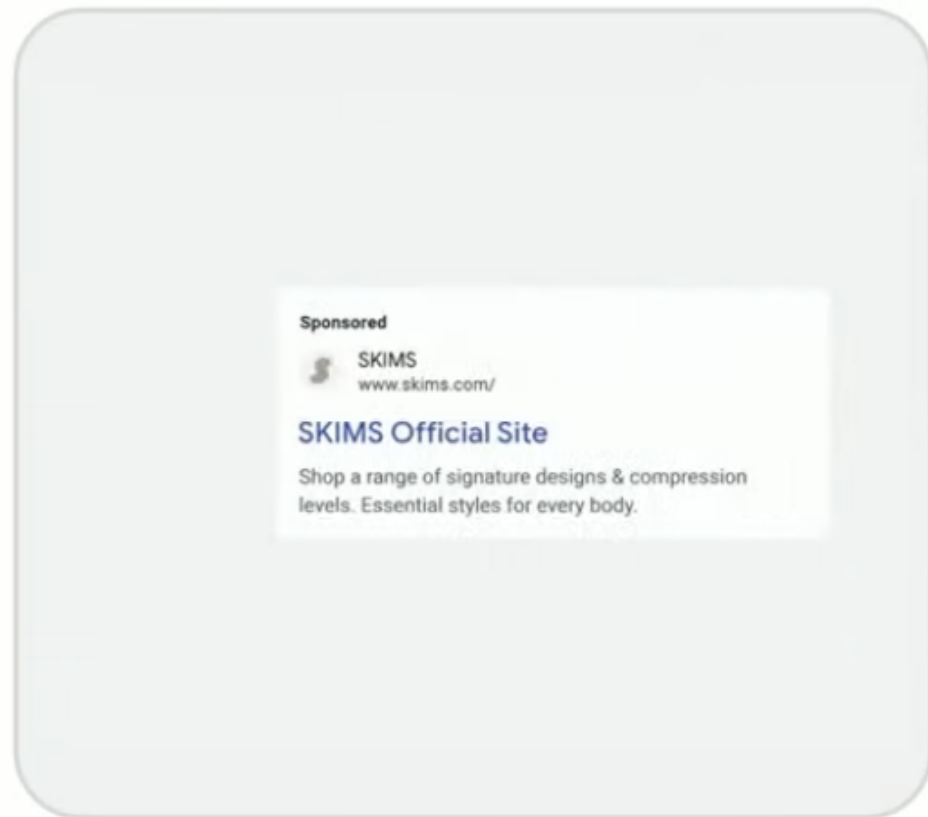 Sponsored
SKIMS
www.skims.com/
SKIMS Official Site
Shop a range of signature designs & compression
levels. Essential styles for every body.